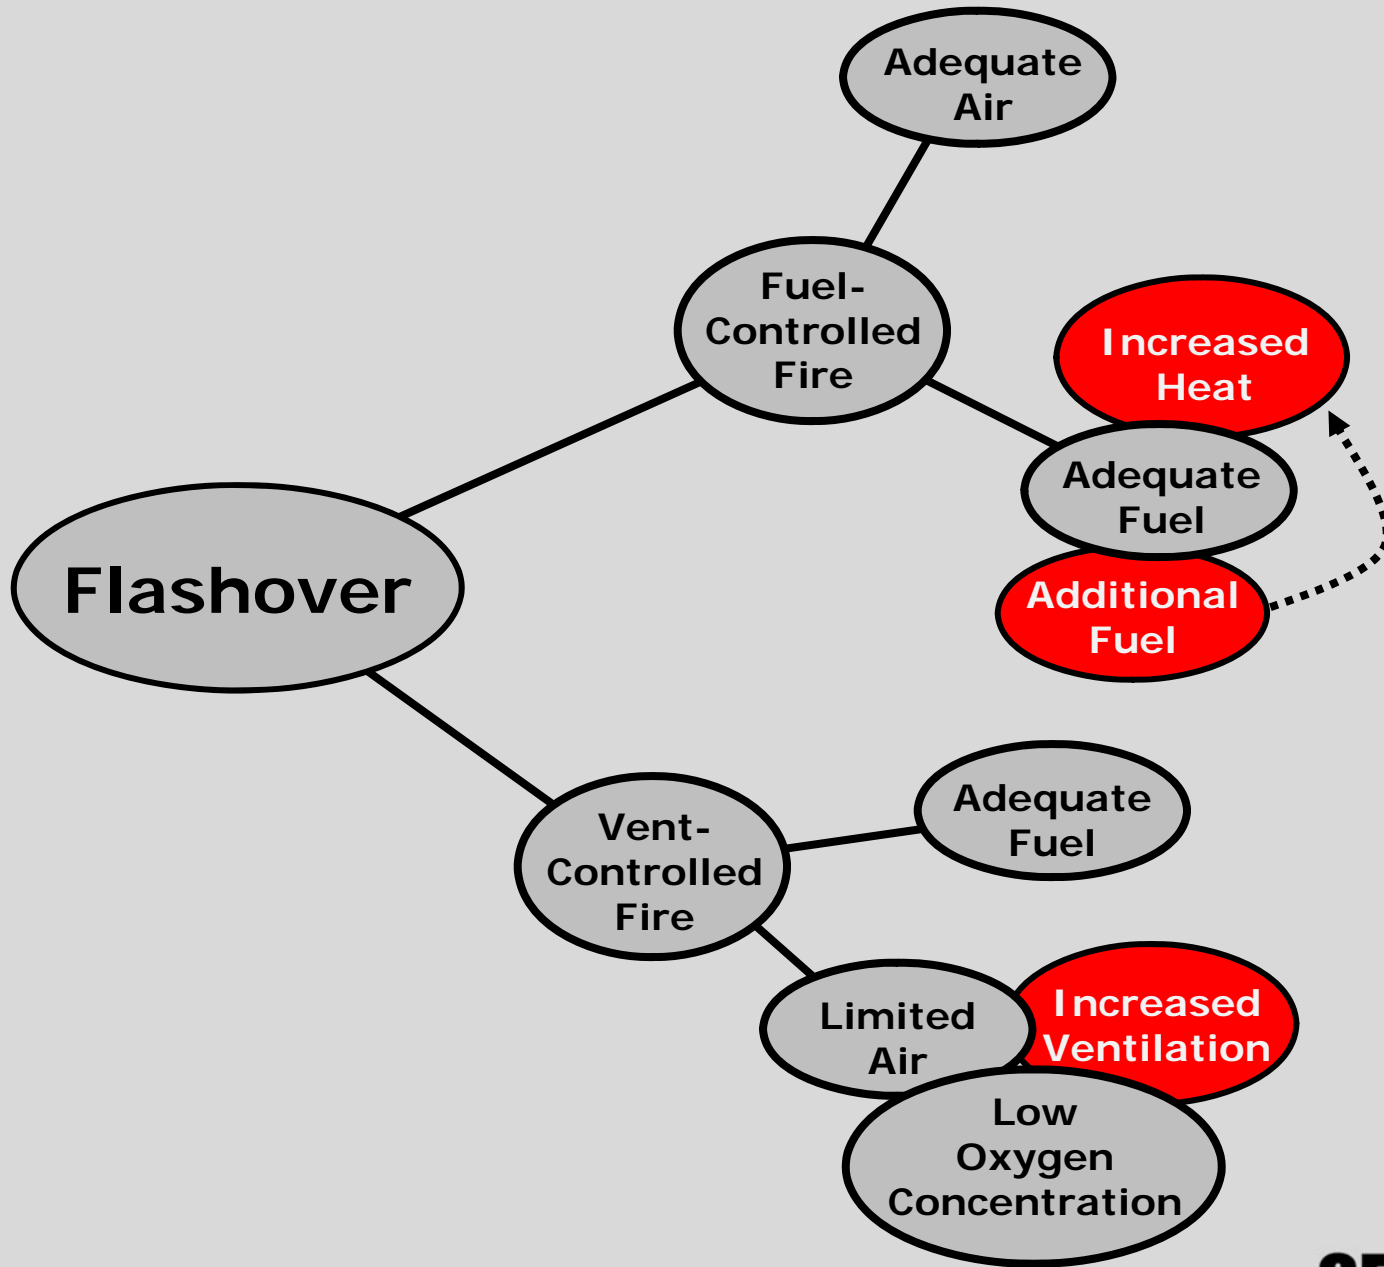 Adequate
Air
Fuel-
Controlled
Fire
Increased
Heat
Adequate
Fuel
Additional
Fuel
Flashover
Adequate
Fuel
Vent-
Controlled
Fire
Limited
Air
Increased
Ventilation
Low
Oxygen
Concentration